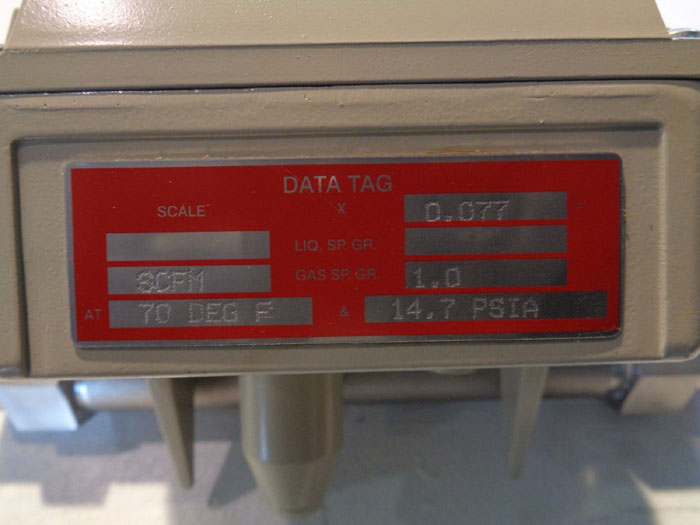 DATA TAG
SCALE X 0.077
LIQ. SP. GR.
SCFM GAS SP. GR. 1.0
AT 70 DEG F & 14.7 PSIA